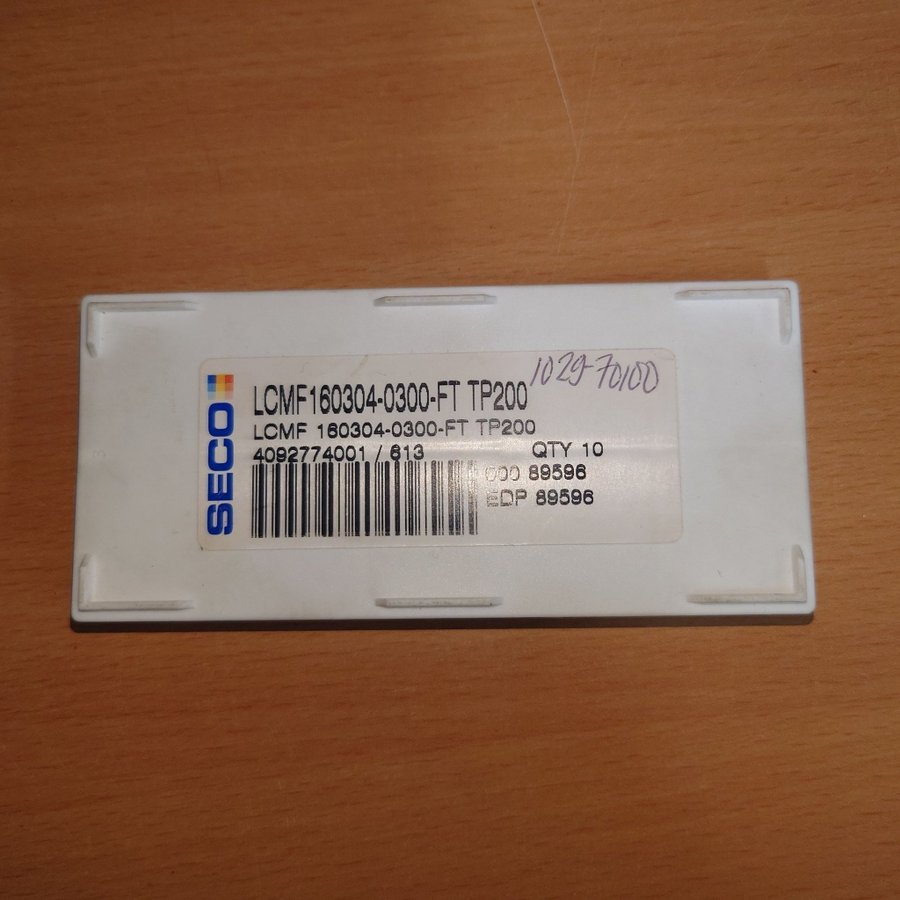 SECO
LCMF160304-0300-FT TP200
1029-70100
LCMF 160304-0300-FT TP200
4092774001 / 613 QTY 10
000 89596
EDP 89596